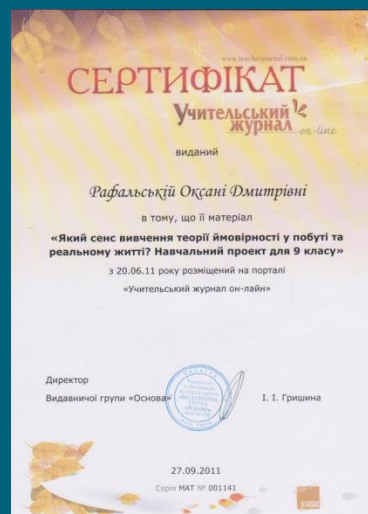 www.teacherjournal.com.ua
СЕРТИФІКАТ
Учительський
журнал on-line
виданий
Рафальській Оксані Дмитрівні
в тому, що її матеріал
«Який сенс вивчення теорії ймовірності у побуті та
реальному житті? Навчальний проект для 9 класу»
з 20.06.11 року розміщений на порталі
«Учительський журнал он-лайн»
Директор
Видавничої групи «Основа» І. І. Гришина
27.09.2011
Серія МАТ № 001141